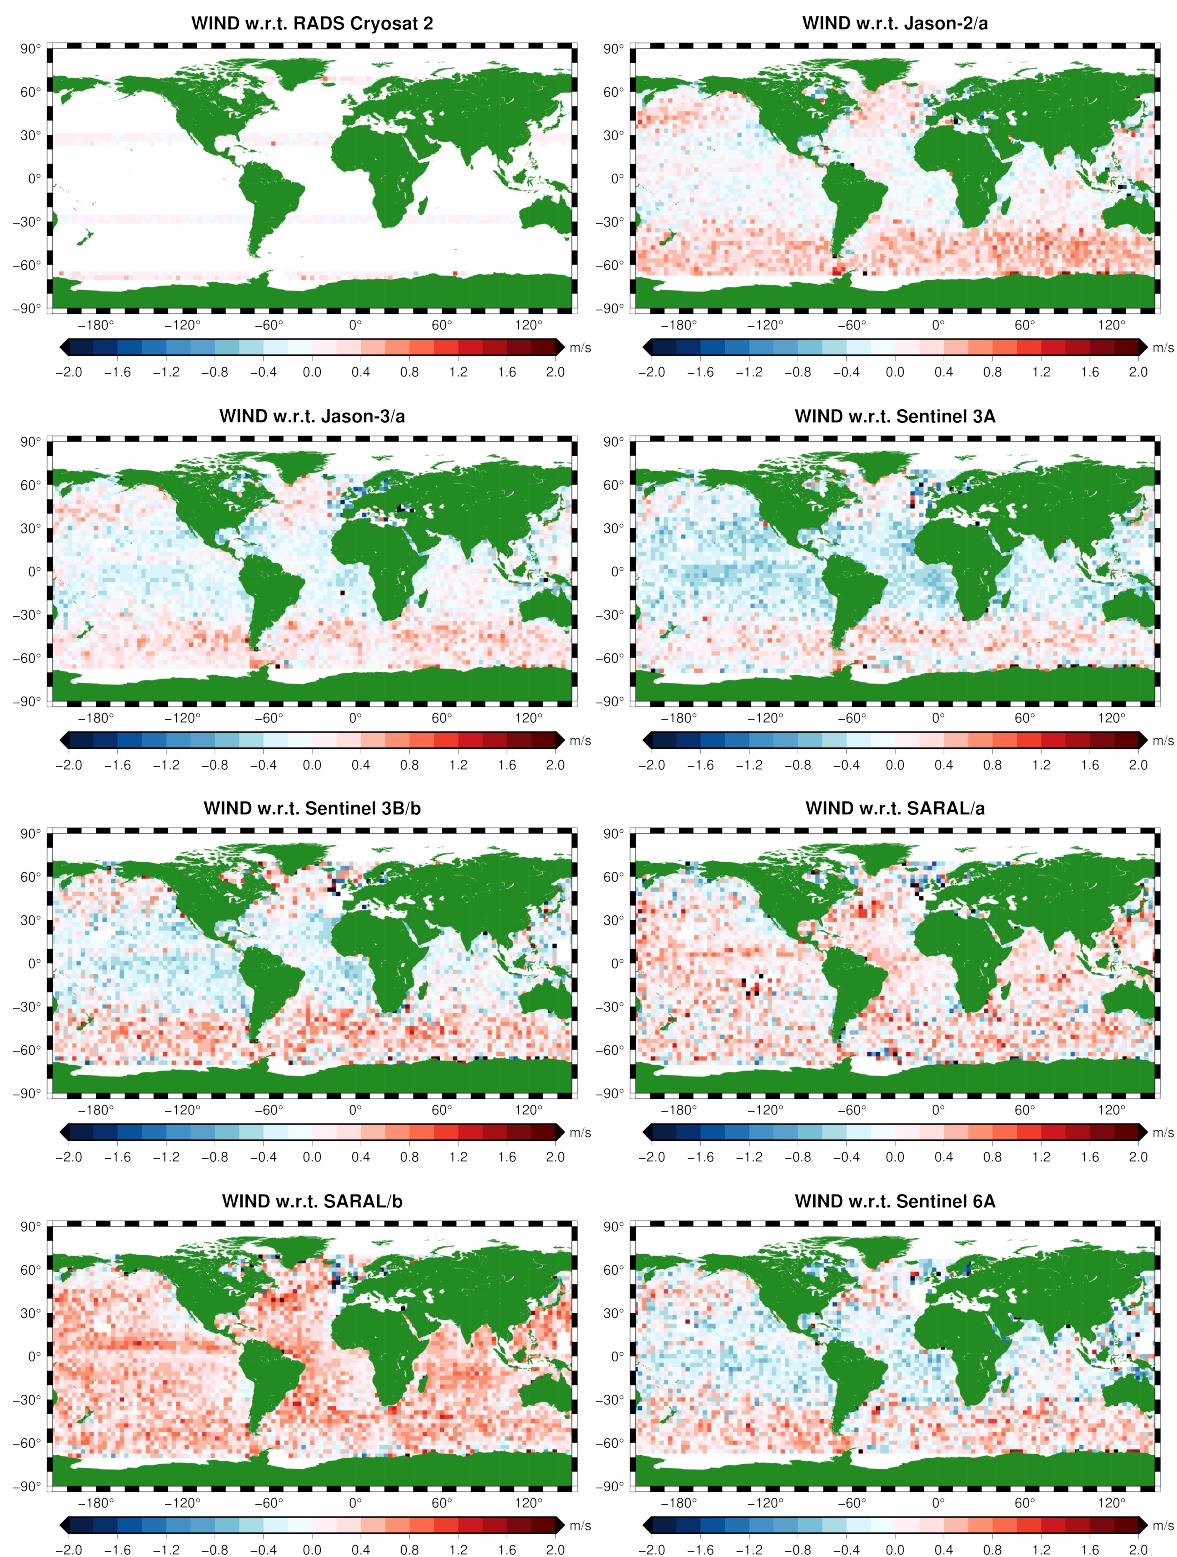 WIND w.r.t. RADS Cryosat 2
90°
60°
30°
0°
−30°
−60°
−90°
−180° −120° −60° 0° 60° 120°
−2.0 −1.6 −1.2 −0.8 −0.4 0.0 0.4 0.8 1.2 1.6 2.0 m/s
WIND w.r.t. Jason-2/a
90°
60°
30°
0°
−30°
−60°
−90°
−180° −120° −60° 0° 60° 120°
−2.0 −1.6 −1.2 −0.8 −0.4 0.0 0.4 0.8 1.2 1.6 2.0 m/s
WIND w.r.t. Jason-3/a
90°
60°
30°
0°
−30°
−60°
−90°
−180° −120° −60° 0° 60° 120°
−2.0 −1.6 −1.2 −0.8 −0.4 0.0 0.4 0.8 1.2 1.6 2.0 m/s
WIND w.r.t. Sentinel 3A
90°
60°
30°
0°
−30°
−60°
−90°
−180° −120° −60° 0° 60° 120°
−2.0 −1.6 −1.2 −0.8 −0.4 0.0 0.4 0.8 1.2 1.6 2.0 m/s
WIND w.r.t. Sentinel 3B/b
90°
60°
30°
0°
−30°
−60°
−90°
−180° −120° −60° 0° 60° 120°
−2.0 −1.6 −1.2 −0.8 −0.4 0.0 0.4 0.8 1.2 1.6 2.0 m/s
WIND w.r.t. SARAL/a
90°
60°
30°
0°
−30°
−60°
−90°
−180° −120° −60° 0° 60° 120°
−2.0 −1.6 −1.2 −0.8 −0.4 0.0 0.4 0.8 1.2 1.6 2.0 m/s
WIND w.r.t. SARAL/b
90°
60°
30°
0°
−30°
−60°
−90°
−180° −120° −60° 0° 60° 120°
−2.0 −1.6 −1.2 −0.8 −0.4 0.0 0.4 0.8 1.2 1.6 2.0 m/s
WIND w.r.t. Sentinel 6A
90°
60°
30°
0°
−30°
−60°
−90°
−180° −120° −60° 0° 60° 120°
−2.0 −1.6 −1.2 −0.8 −0.4 0.0 0.4 0.8 1.2 1.6 2.0 m/s